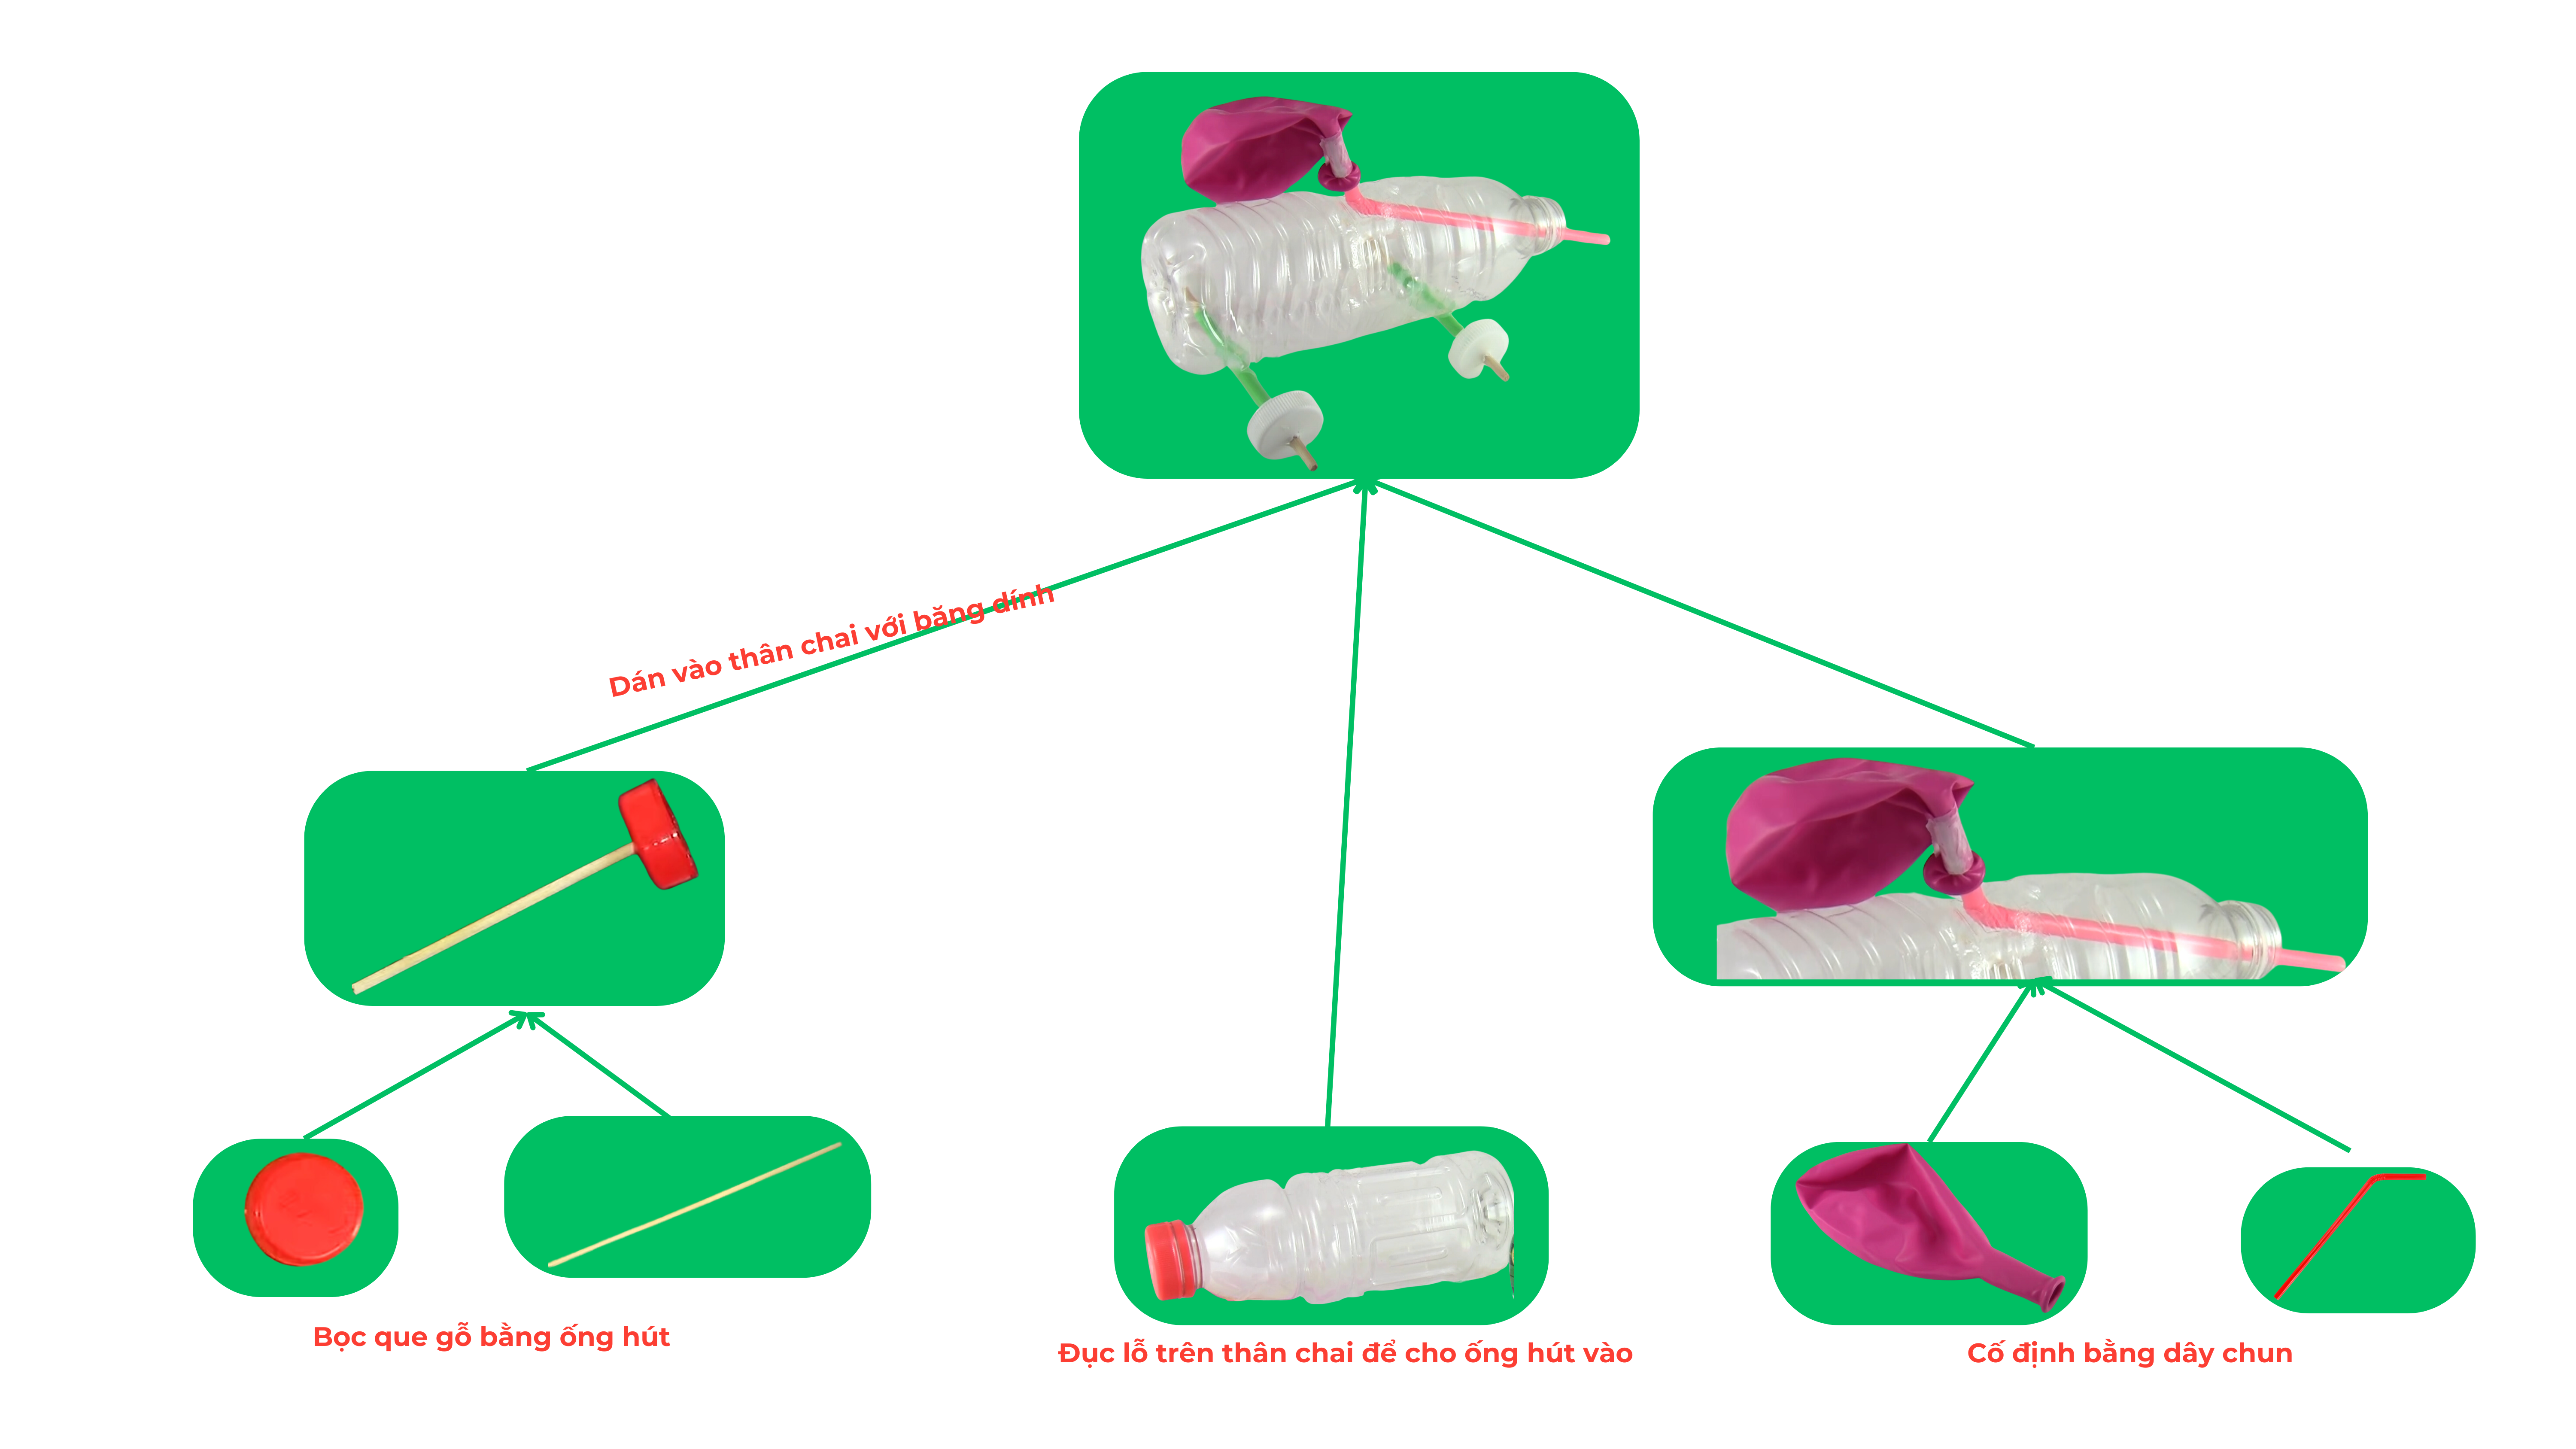 Dán vào thân chai với băng dính
Bọc que gỗ bằng ống hút
Đục lỗ trên thân chai để cho ống hút vào
Cố định bằng dây chun